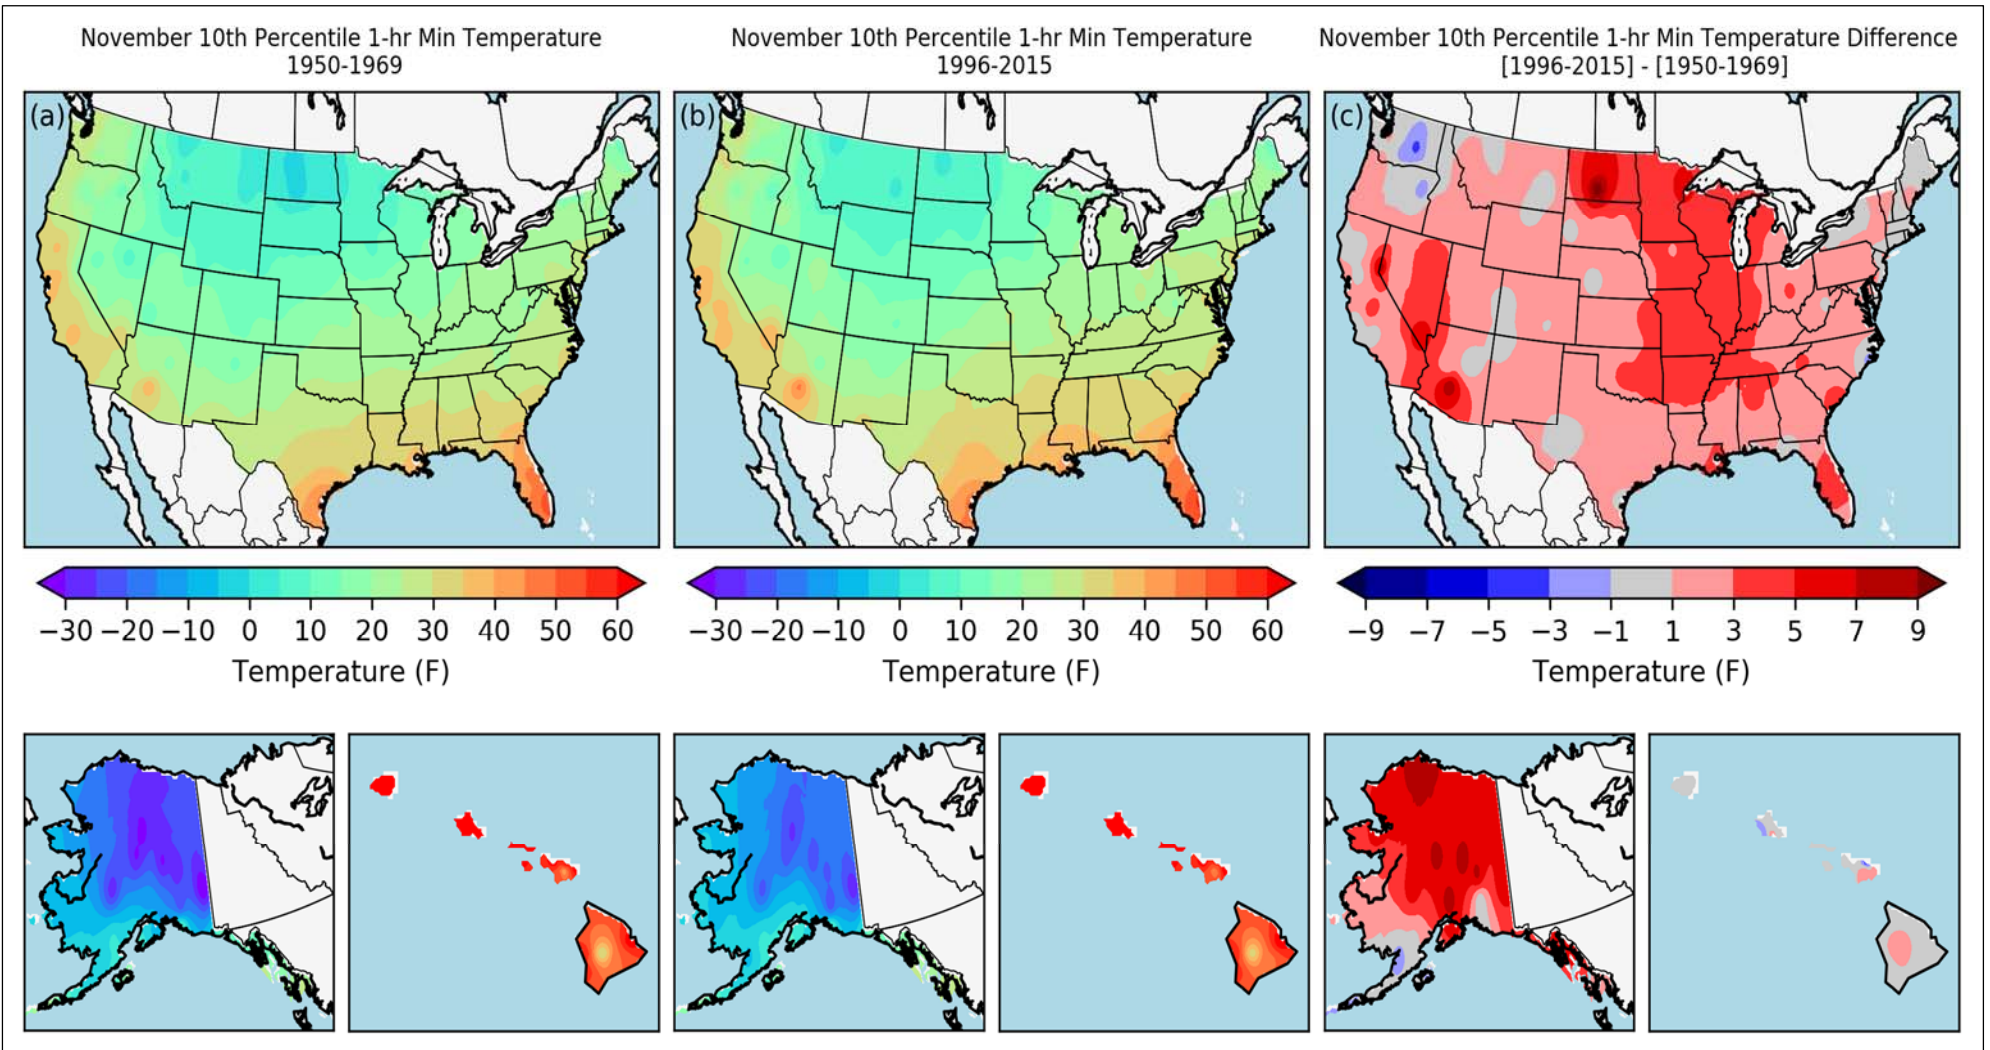 November 10th Percentile 1-hr Min Temperature
1950-1969
November 10th Percentile 1-hr Min Temperature
1996-2015
November 10th Percentile 1-hr Min Temperature Difference
[1996-2015] - [1950-1969]
(a)
(b)
(c)
−30 −20 −10 0 10 20 30 40 50 60
Temperature (F)
−30 −20 −10 0 10 20 30 40 50 60
Temperature (F)
−9 −7 −5 −3 −1 1 3 5 7 9
Temperature (F)